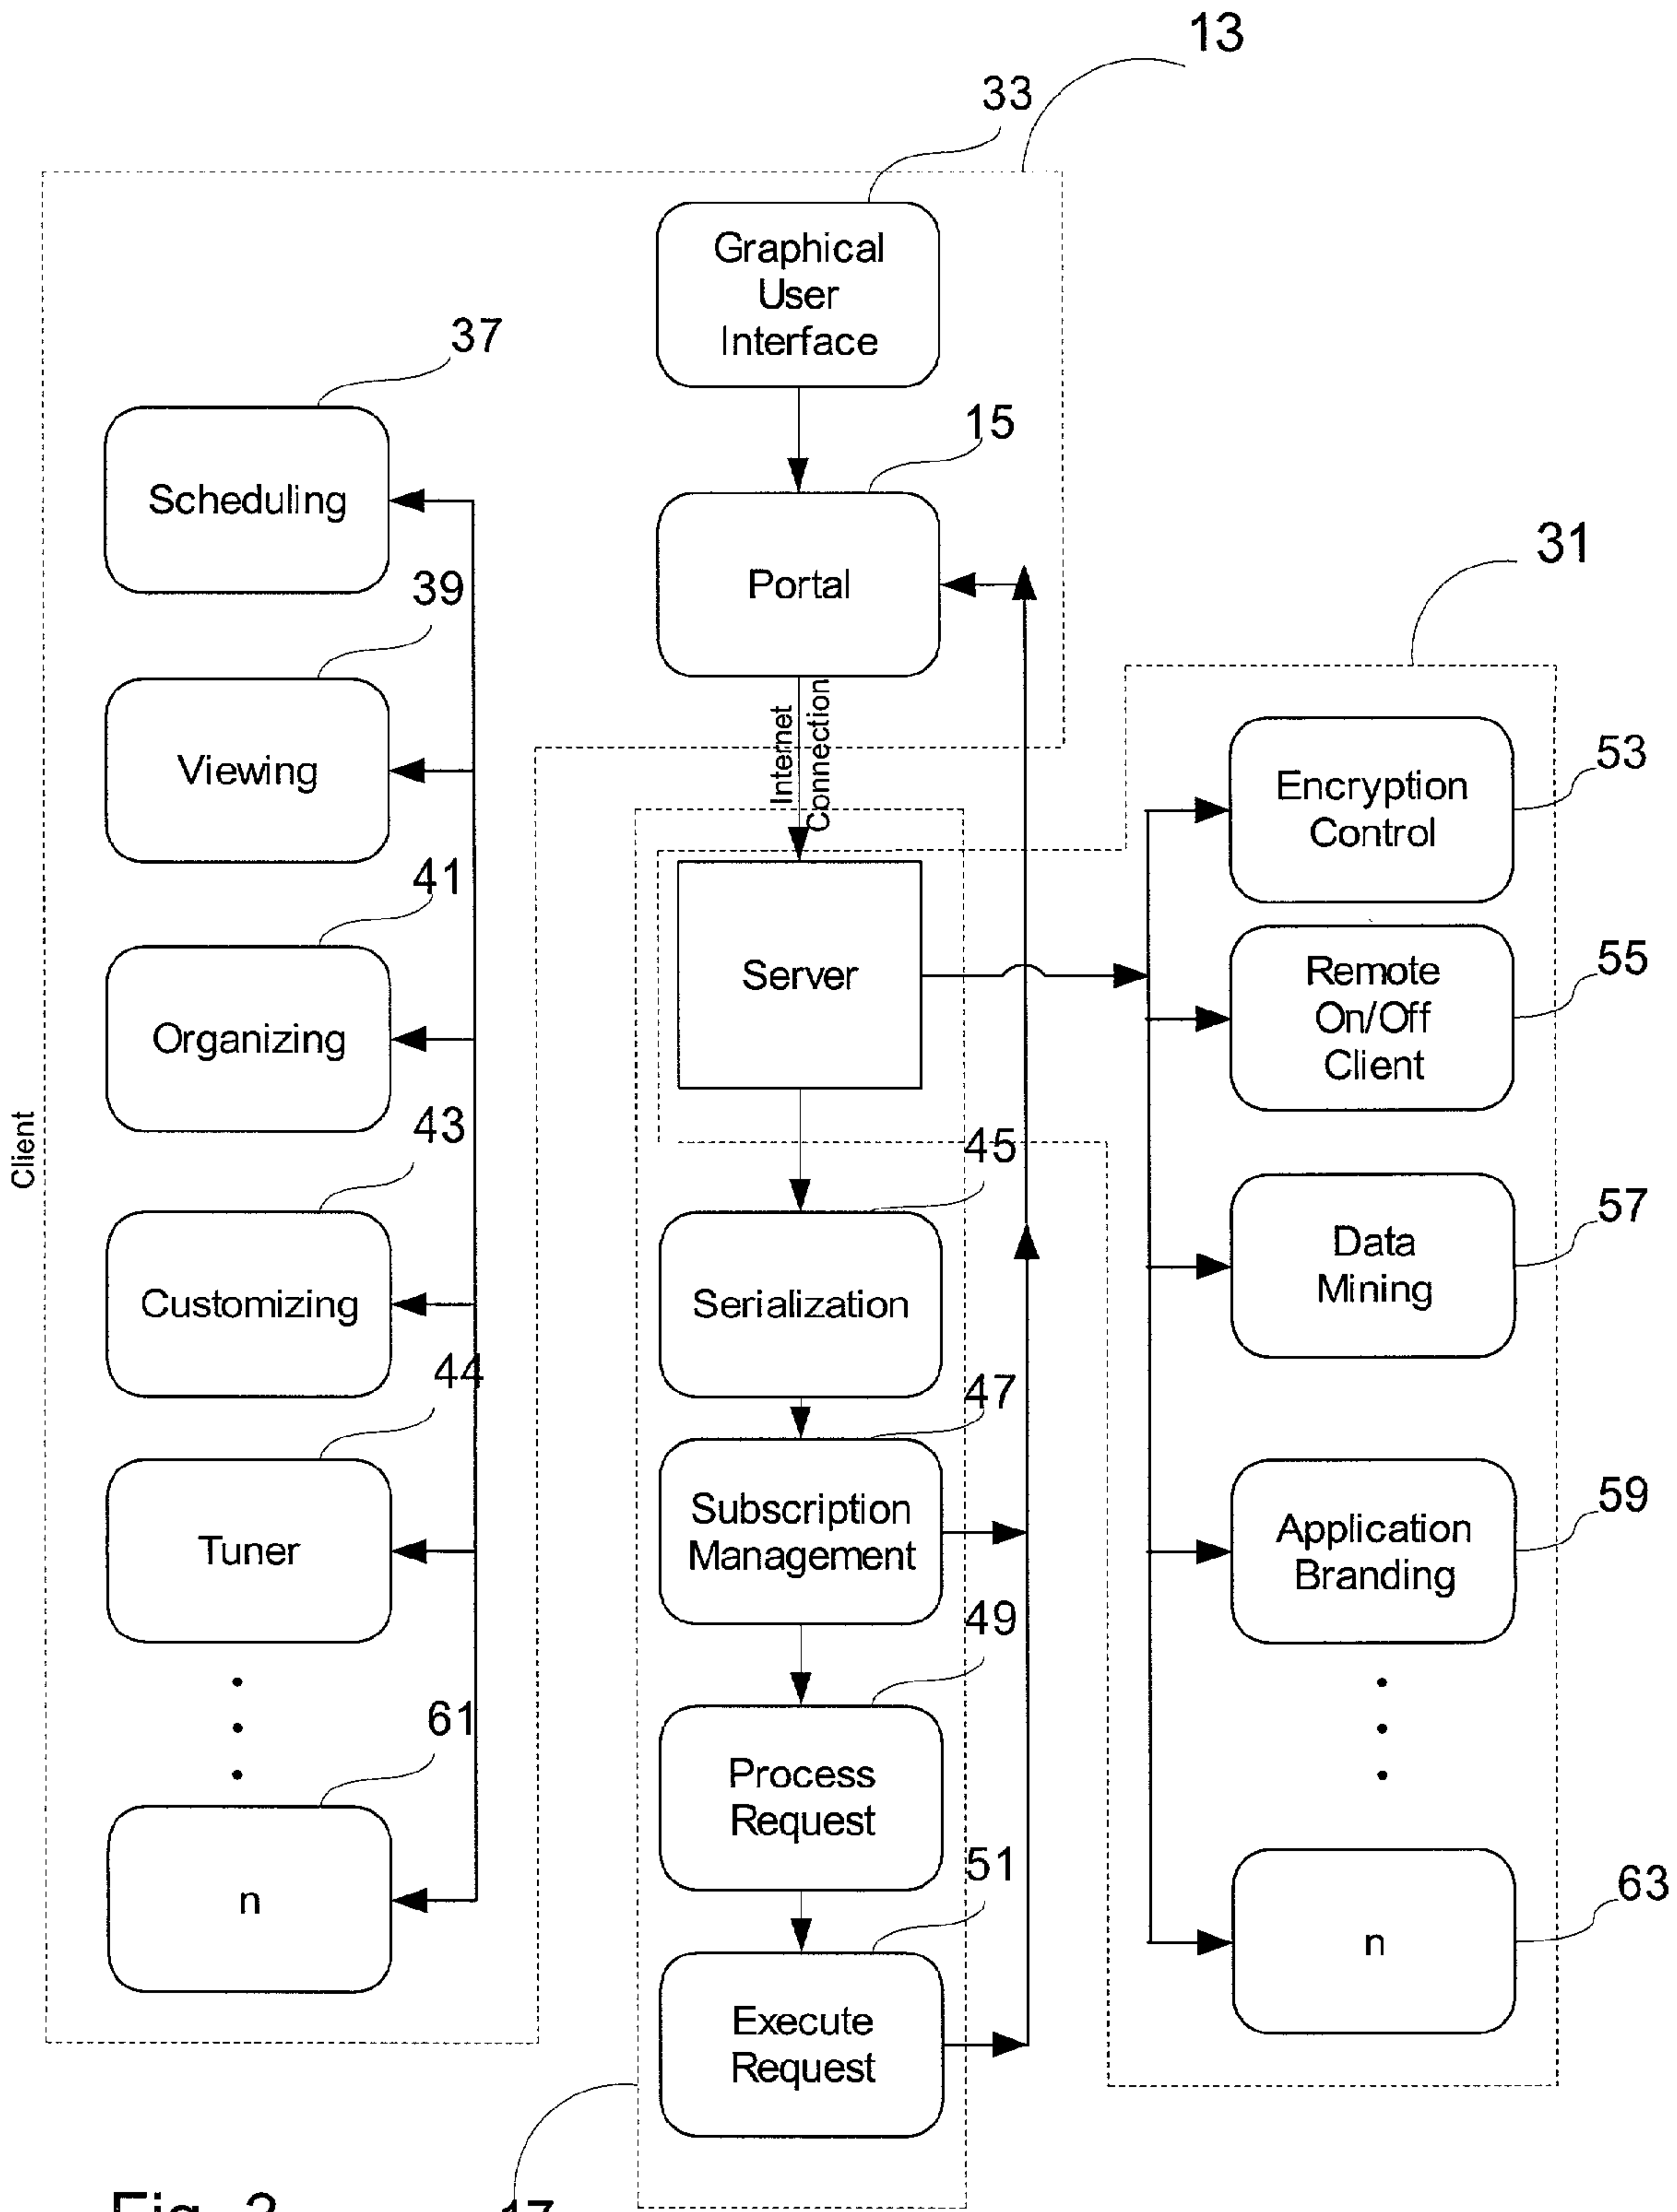 13
33
Graphical
User
Interface
37
Scheduling
15
Portal
31
39
Viewing
Internet
Connection
53
Encryption
Control
41
Organizing
Server
55
Remote
On/Off
Client
Client
43
Customizing
45
Serialization
57
Data
Mining
44
Tuner
47
Subscription
Management
59
Application
Branding
49
Process
Request
61
n
51
Execute
Request
63
n
17